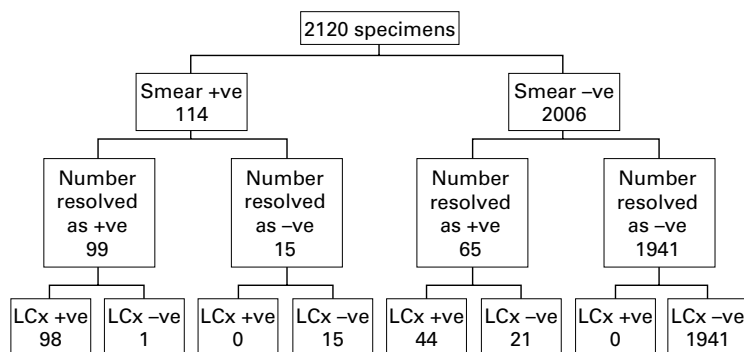 2120 specimens
Smear +ve
114
Smear –ve
2006
Number
resolved
as +ve
99
Number
resolved
as –ve
15
Number
resolved
as +ve
65
Number
resolved
as –ve
1941
LCx +ve
98
LCx –ve
1
LCx +ve
0
LCx –ve
15
LCx +ve
44
LCx –ve
21
LCx +ve
0
LCx –ve
1941